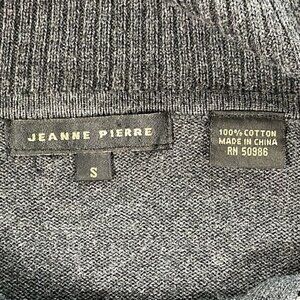 JEANNE PIERRE
S
100% COTTON
MADE IN CHINA
RN 50986